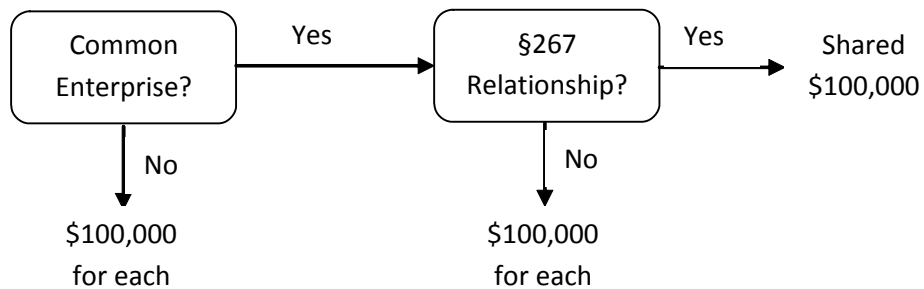 Common
Enterprise?
Yes
§267
Relationship?
Yes
Shared
$100,000
No
$100,000
for each
No
$100,000
for each